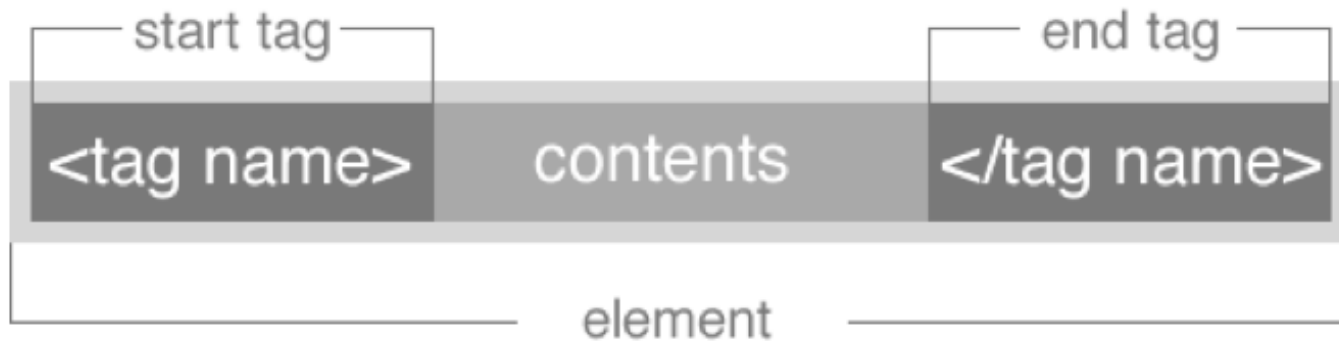 start tag end tag
<tag name> contents </tag name>
element